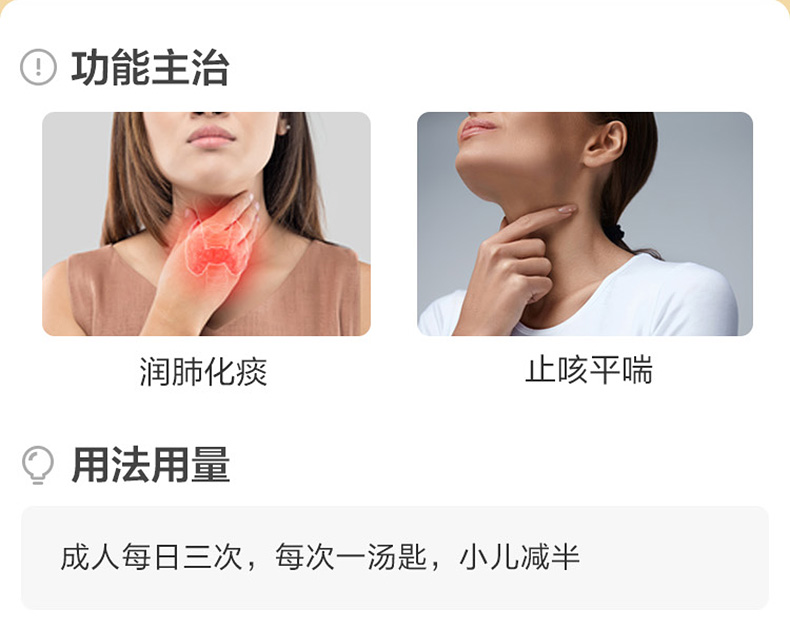 功能主治
润肺化痰
止咳平喘
用法用量
成人每日三次，每次一汤匙，小儿减半